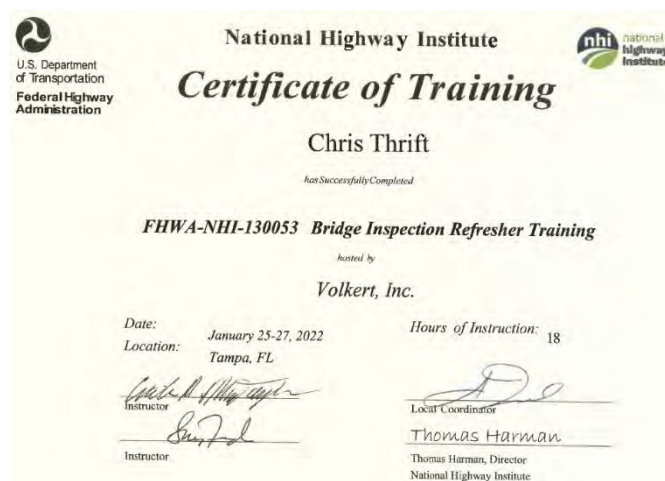 U.S. Department
of Transportation
Federal Highway
Administration
National Highway Institute
nhi
national
highway
institute
Certificate of Training
Chris Thrift
has Successfully Completed
FHWA-NHI-130053 Bridge Inspection Refresher Training
hosted by
Volkert, Inc.
Date:
January 25-27, 2022
Location:
Tampa, FL
Hours of Instruction: 18
Instructor
Local Coordinator
Instructor
Thomas Harman
Thomas Harman, Director
National Highway Institute